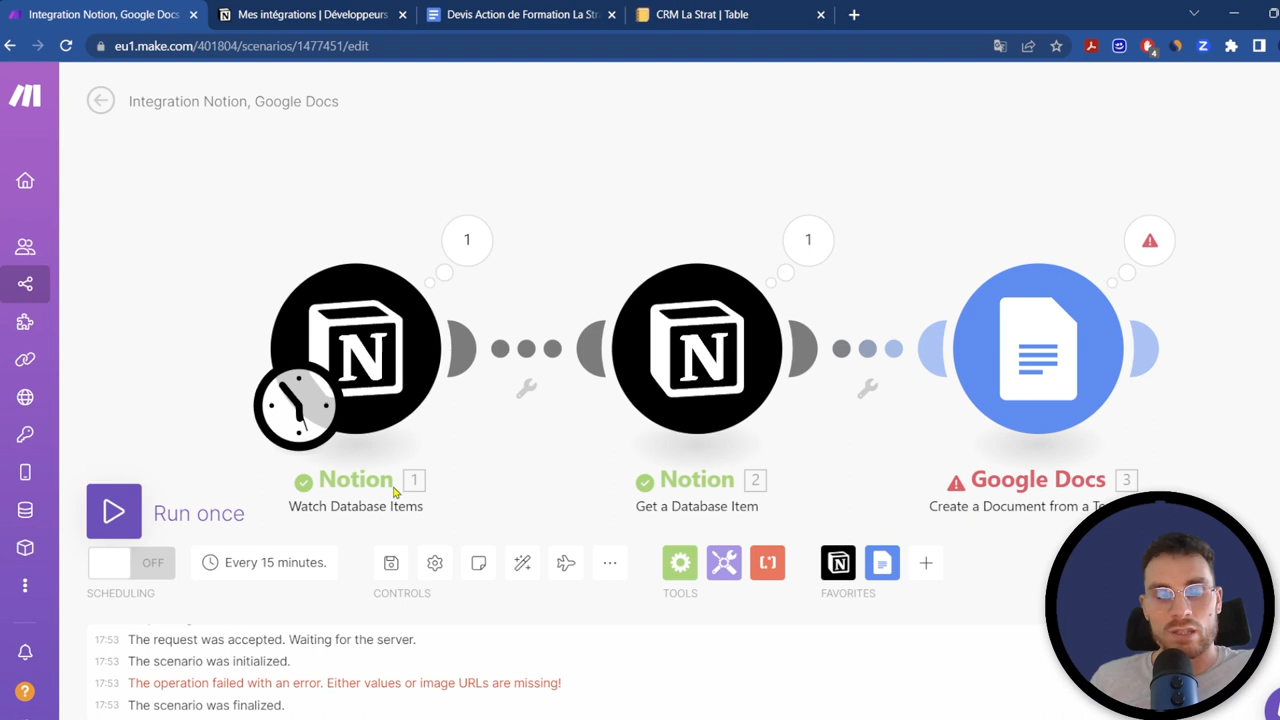 Integration Notion, Google Docs
Mes intégrations | Développeurs
Devis Action de Formation La Str
CRM La Strat | Table
eu1.make.com/401804/scenarios/1477451/edit
4
Z
Integration Notion, Google Docs
1
1
N
N
Notion 1
Notion 2
Google Docs 3
Watch Database Items
Get a Database Item
Create a Document from a Te
Run once
OFF
Every 15 minutes.
SCHEDULING
CONTROLS
TOOLS
FAVORITES
17:53 The request was accepted. Waiting for the server.
17:53 The scenario was initialized.
17:53 The operation failed with an error. Either values or image URLs are missing!
17:53 The scenario was finalized.